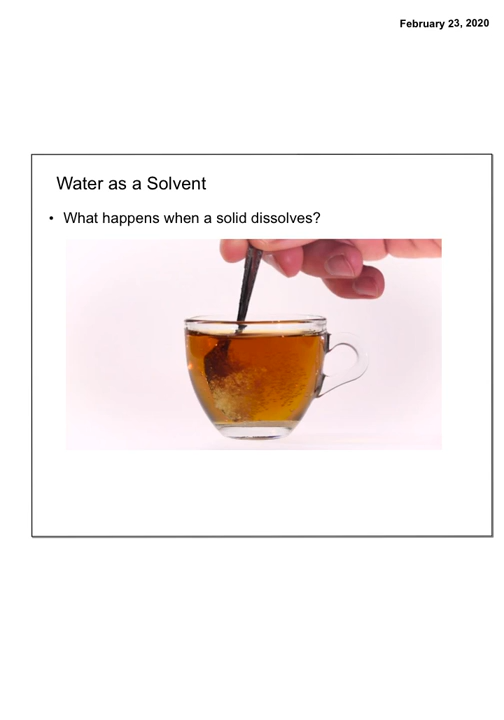 February 23, 2020
Water as a Solvent
• What happens when a solid dissolves?